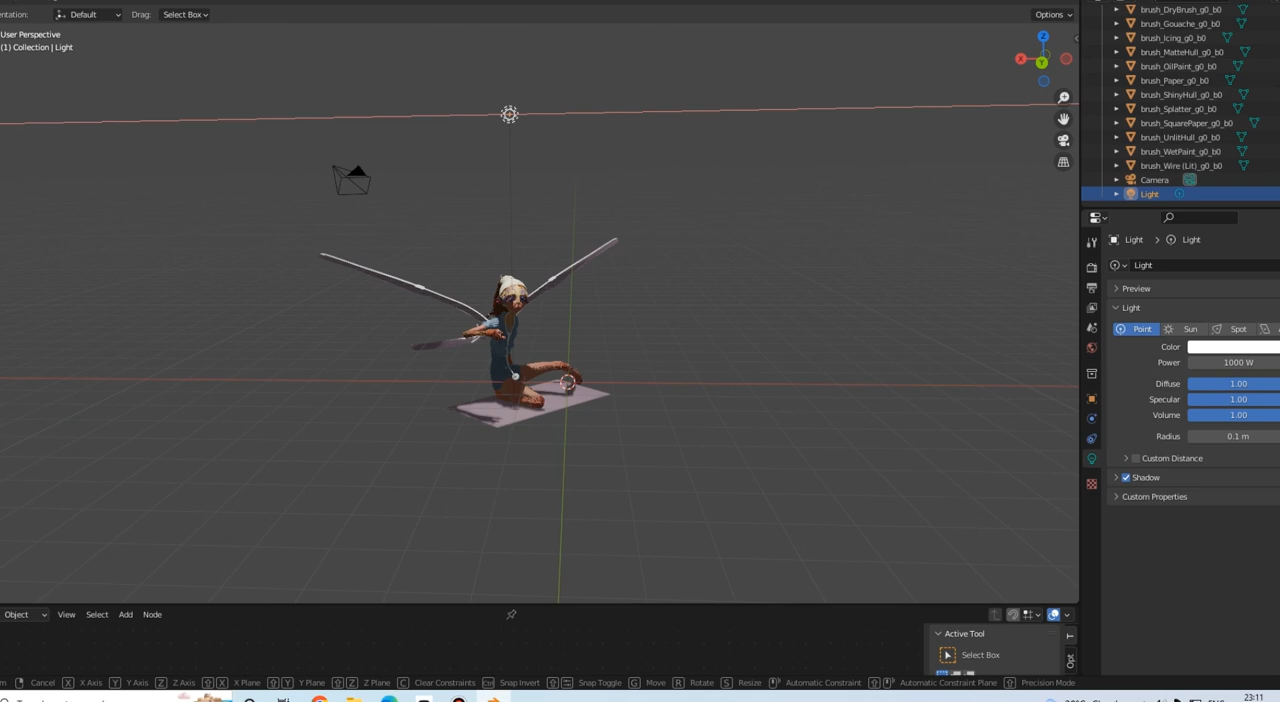 entation: Default Drag: Select Box Options
User Perspective
(1) Collection | Light
Z
X
Y
brush_DryBrush_g0_b0
brush_Gouache_g0_b0
brush_Icing_g0_b0
brush_MatteHull_g0_b0
brush_OilPaint_g0_b0
brush_Paper_g0_b0
brush_ShinyHull_g0_b0
brush_Splatter_g0_b0
brush_SquarePaper_g0_b0
brush_UnlitHull_g0_b0
brush_WetPaint_g0_b0
brush_Wire (Lit)_g0_b0
Camera
Light
Light > Light
Light
Preview
Light
Point Sun Spot
Color
Power 1000 W
Diffuse 1.00
Specular 1.00
Volume 1.00
Radius 0.1 m
Custom Distance
Shadow
Custom Properties
Object View Select Add Node
Active Tool
Select Box
Opt
m Cancel X X Axis Y Y Axis Z Z Axis X X Plane Y Y Plane Z Z Plane C Clear Constraints Snap Invert Snap Toggle G Move R Rotate S Resize Automatic Constraint Automatic Constraint Plane Precision Mode
23:11